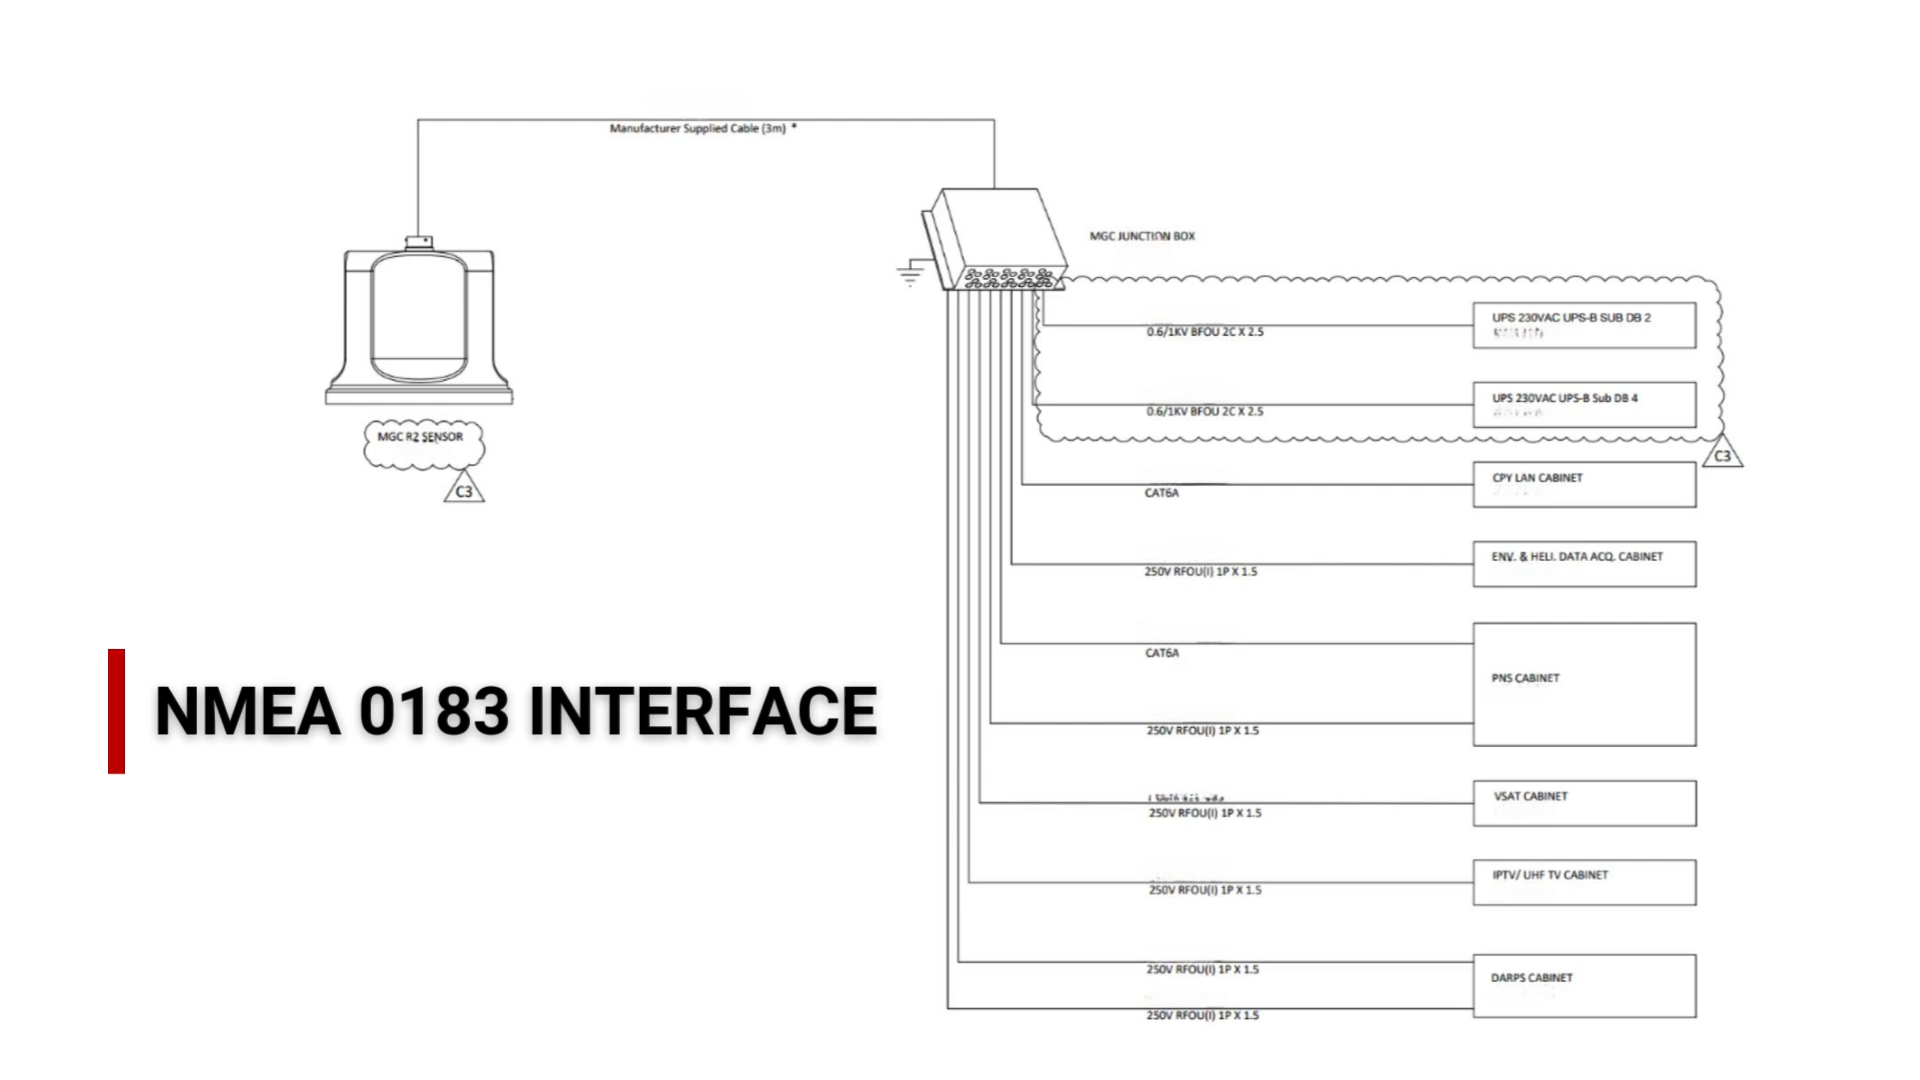 Manufacturer Supplied Cable (3m) *
MGC JUNCTION BOX
UPS 230VAC UPS-B SUB DB 2
0.6/1KV BFOU 2C X 2.5
UPS 230VAC UPS-B Sub DB 4
0.6/1KV BFOU 2C X 2.5
MGC R2 SENSOR
C3
C3
CPY LAN CABINET
CAT6A
ENV. & HELI. DATA ACQ. CABINET
250V RFOU(I) 1P X 1.5
CAT6A
PNS CABINET
NMEA 0183 INTERFACE
250V RFOU(I) 1P X 1.5
VSAT CABINET
250V RFOU(I) 1P X 1.5
IPTV/ UHF TV CABINET
250V RFOU(I) 1P X 1.5
250V RFOU(I) 1P X 1.5
DARPS CABINET
250V RFOU(I) 1P X 1.5